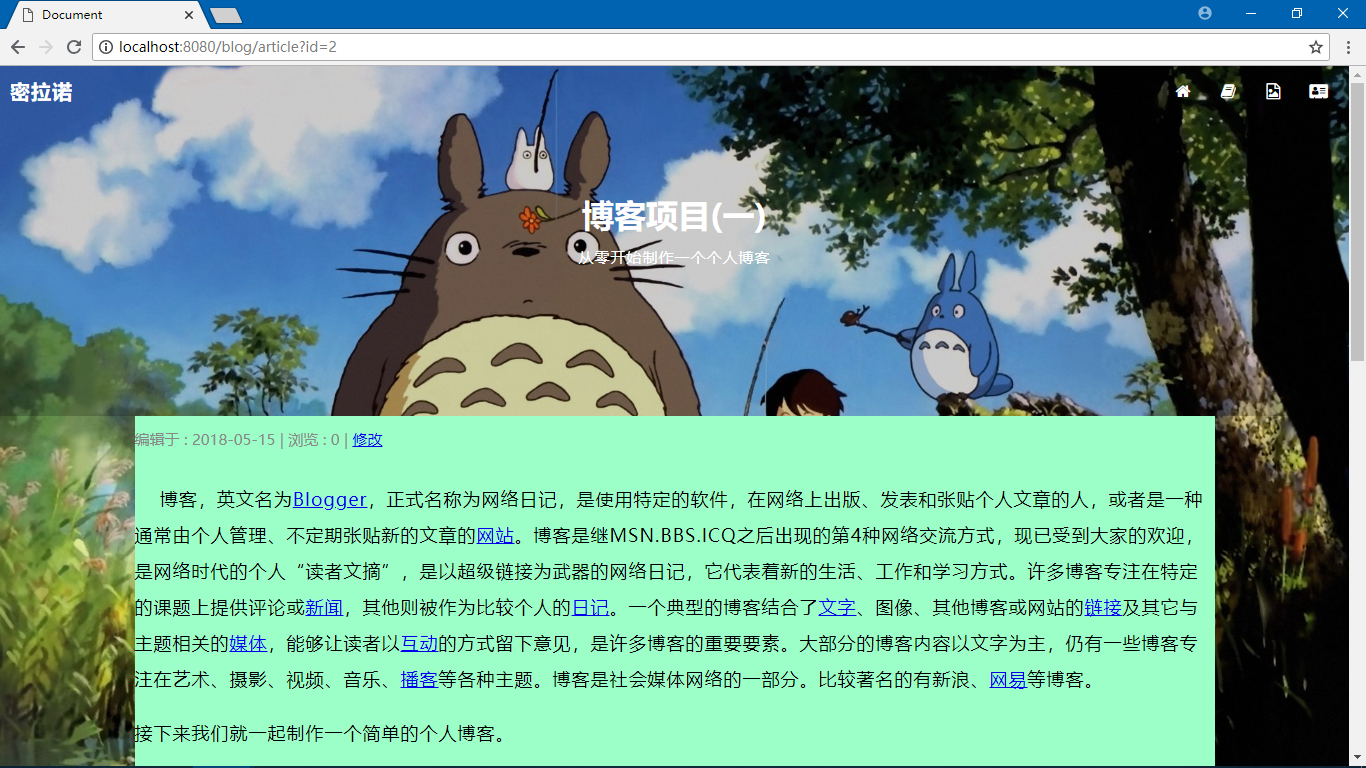 Document
localhost:8080/blog/article?id=2
密拉诺
博客项目(一)
从零开始制作一个个人博客
编辑于 : 2018-05-15 | 浏览 : 0 | 修改
博客，英文名为Blogger，正式名称为网络日记，是使用特定的软件，在网络上出版、发表和张贴个人文章的人，或者是一种
通常由个人管理、不定期张贴新的文章的网站。博客是继MSN.BBS.ICQ之后出现的第4种网络交流方式，现已受到大家的欢迎，
是网络时代的个人“读者文摘”，是以超级链接为武器的网络日记，它代表着新的生活、工作和学习方式。许多博客专注在特定
的课题上提供评论或新闻，其他则被作为比较个人的日记。一个典型的博客结合了文字、图像、其他博客或网站的链接及其它与
主题相关的媒体，能够让读者以互动的方式留下意见，是许多博客的重要要素。大部分的博客内容以文字为主，仍有一些博客专
注在艺术、摄影、视频、音乐、播客等各种主题。博客是社会媒体网络的一部分。比较著名的有新浪、网易等博客。
接下来我们就一起制作一个简单的个人博客。